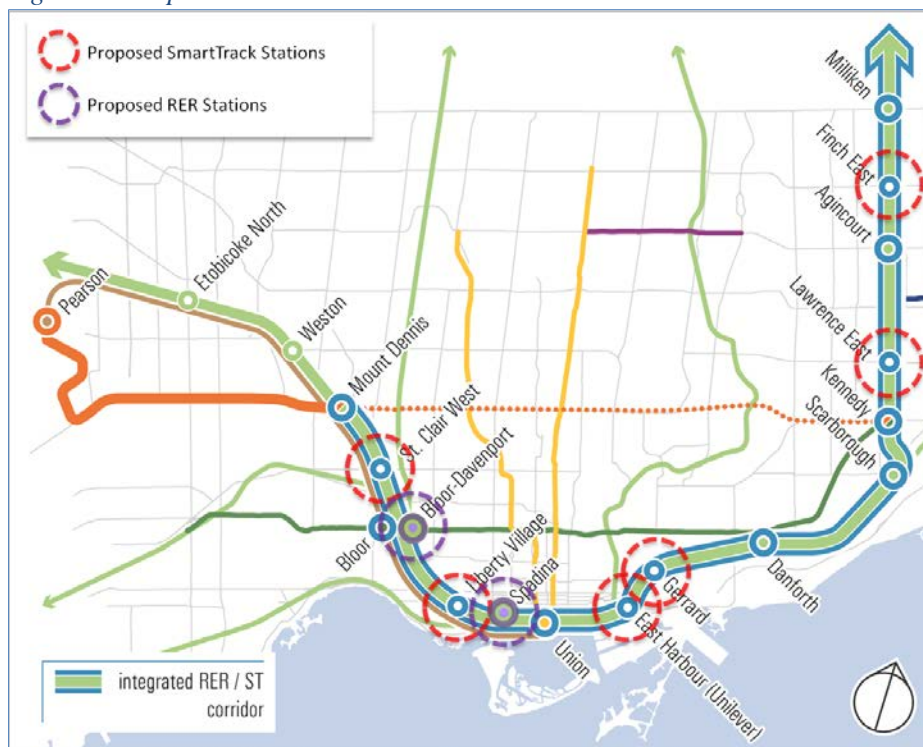 Proposed SmartTrack Stations
Proposed RER Stations
Milliken
Finch East
Agincourt
Lawrence East
Kennedy
Scarborough
Pearson
Etobicoke North
Weston
Mount Dennis
St. Clair West
Bloor-Davenport
Bloor
Liberty Village
Spadina
Union
East Harbour (Unilever)
Gerrard
Danforth
integrated RER / ST
corridor